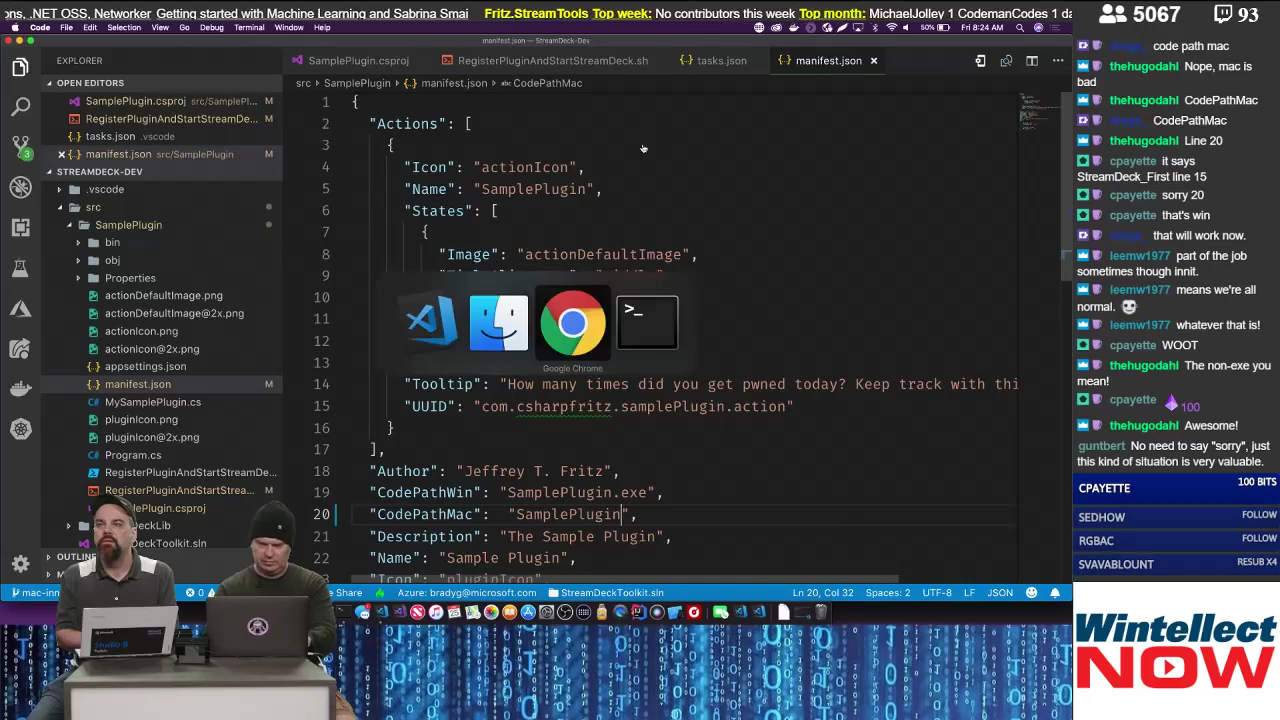 ons, .NET OSS, Networker Getting started with Machine Learning and Sabrina Smai
Fritz.StreamTools Top week: No contributors this week Top month: MichaelJolley 1 CodemanCodes 1 da
5067 93
Code File Edit Selection View Go Debug Terminal Window Help
50% Fri 8:24 AM
manifest.json — StreamDeck-Dev
EXPLORER
OPEN EDITORS
SamplePlugin.csproj src/SamplePl... M
RegisterPluginAndStartStreamDe... M
tasks.json .vscode
manifest.json src/SamplePlugin M
STREAMDECK-DEV
.vscode
src
SamplePlugin
bin
obj
Properties
actionDefaultImage.png
actionDefaultImage@2x.png
actionIcon.png
actionIcon@2x.png
appsettings.json
manifest.json M
MySamplePlugin.cs
pluginIcon.png
pluginIcon@2x.png
Program.cs
RegisterPluginAndStartStreamDe...
RegisterPluginAndStartStrea... M
SamplePlugin.csproj M
DeckLib
DeckToolkit.sln
OUTLINE
3
SamplePlugin.csproj
RegisterPluginAndStartStreamDeck.sh
tasks.json
manifest.json
src > SamplePlugin > manifest.json > CodePathMac
1 {
2 "Actions": [
3 {
4 "Icon": "actionIcon",
5 "Name": "SamplePlugin",
6 "States": [
7 {
8 "Image": "actionDefaultImage",
9
10
11
12
13
14 "Tooltip": "How many times did you get pwned today? Keep track with thi
15 "UUID": "com.csharpfritz.samplePlugin.action"
16 }
17 ],
18 "Author": "Jeffrey T. Fritz",
19 "CodePathWin": "SamplePlugin.exe",
20 "CodePathMac": "SamplePlugin",
21 "Description": "The Sample Plugin",
22 "Name": "Sample Plugin",
"Icon": "pluginIcon",
Google Chrome
mac-inn
0
Share Azure: bradyg@microsoft.com StreamDeckToolkit.sln Ln 20, Col 32 Spaces: 2 UTF-8 LF JSON
code path mac
thehugodahl Nope, mac is
bad
thehugodahl CodePathMac
CodePathMac
thehugodahl Line 20
cpayette it says
StreamDeck_First line 15
cpayette sorry 20
cpayette that's win
that will work now.
leemw1977 part of the job
sometimes though innit.
leemw1977 means we're all
normal.
leemw1977 whatever that is!
cpayette WOOT
thehugodahl The non-exe you
mean!
cpayette 100
thehugodahl Awesome!
guntbert No need to say "sorry", just
this kind of situation is very valuable.
CPAYETTE 100 BITS
SEDHOW FOLLOW
RGBAC FOLLOW
SVAVABLOUNT RESUB X4
Wintellect
NOW